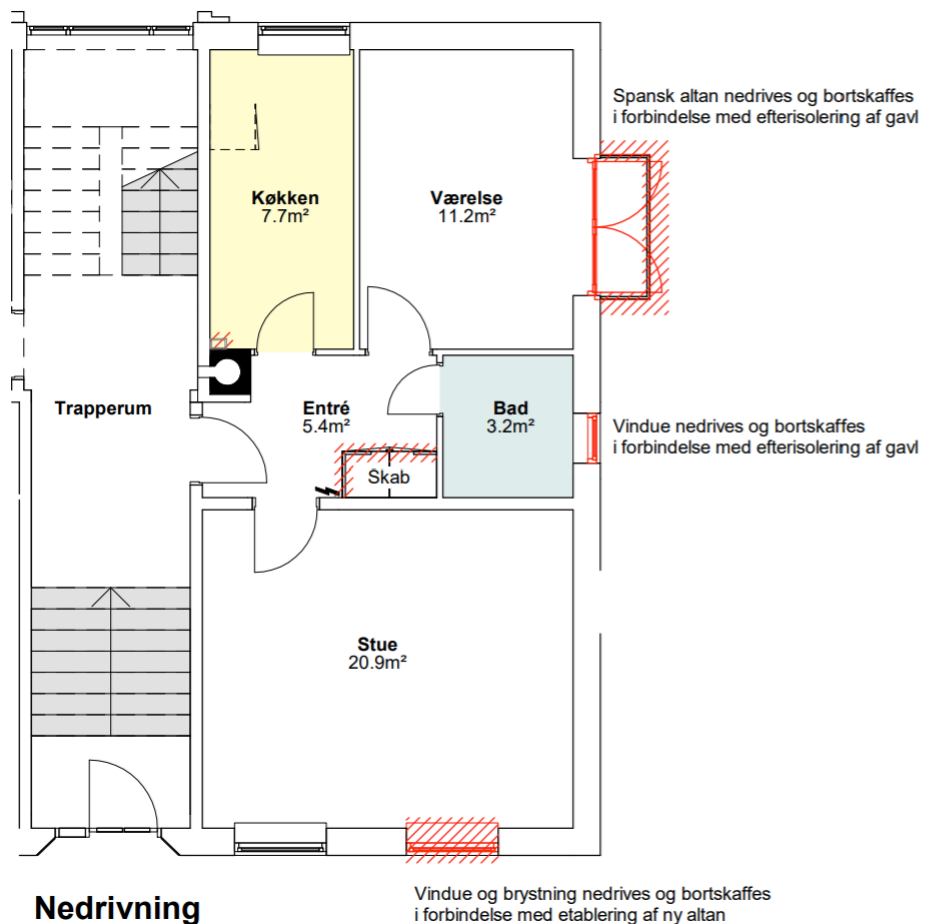 Spansk altan nedrives og bortskaffes
i forbindelse med efterisolering af gavl
Køkken
7.7m²
Værelse
11.2m²
Trapperum
Entré
5.4m²
Bad
3.2m²
Vindue nedrives og bortskaffes
i forbindelse med efterisolering af gavl
Skab
Stue
20.9m²
Nedrivning
Vindue og brystning nedrives og bortskaffes
i forbindelse med etablering af ny altan